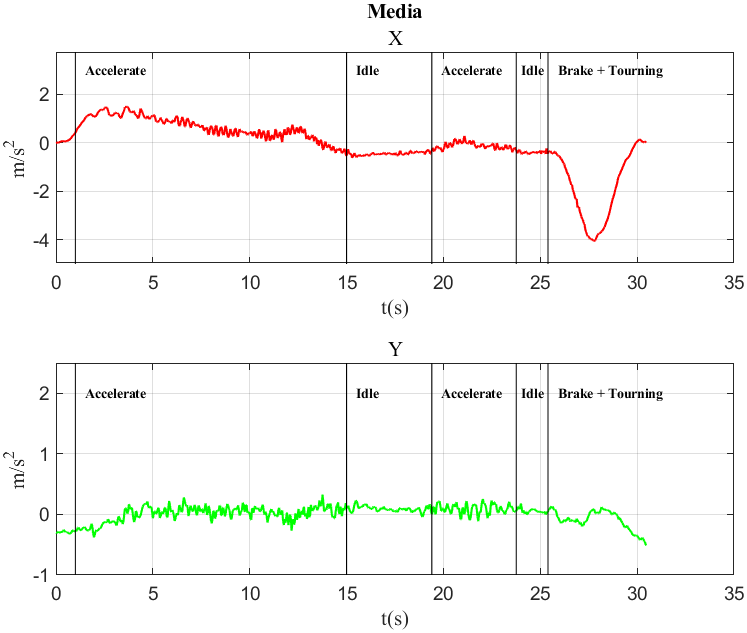 Media
X
Accelerate Idle Accelerate Idle Brake + Tourning
2
0
-2
-4
m/s²
0 5 10 15 20 25 30 35
t(s)
Y
Accelerate Idle Accelerate Idle Brake + Tourning
2
1
0
-1
m/s²
0 5 10 15 20 25 30 35
t(s)